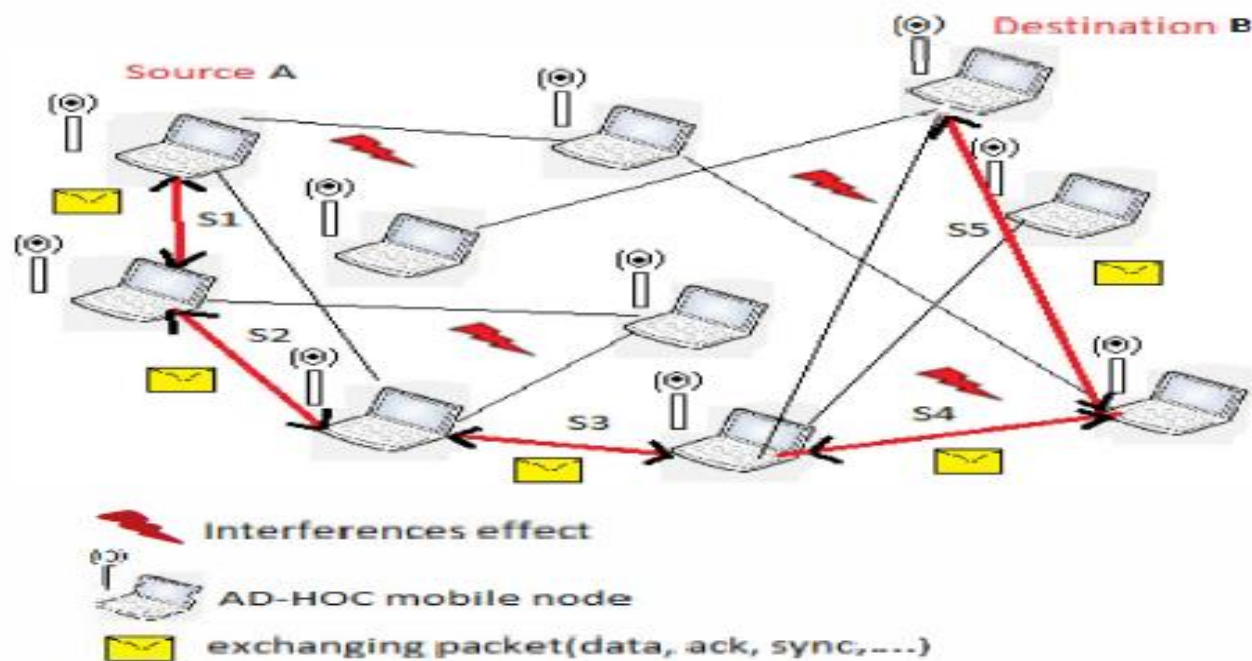 Destination B
Source A
S1
S5
S2
S3
S4
Interferences effect
AD-HOC mobile node
exchanging packet(data, ack, sync,....)